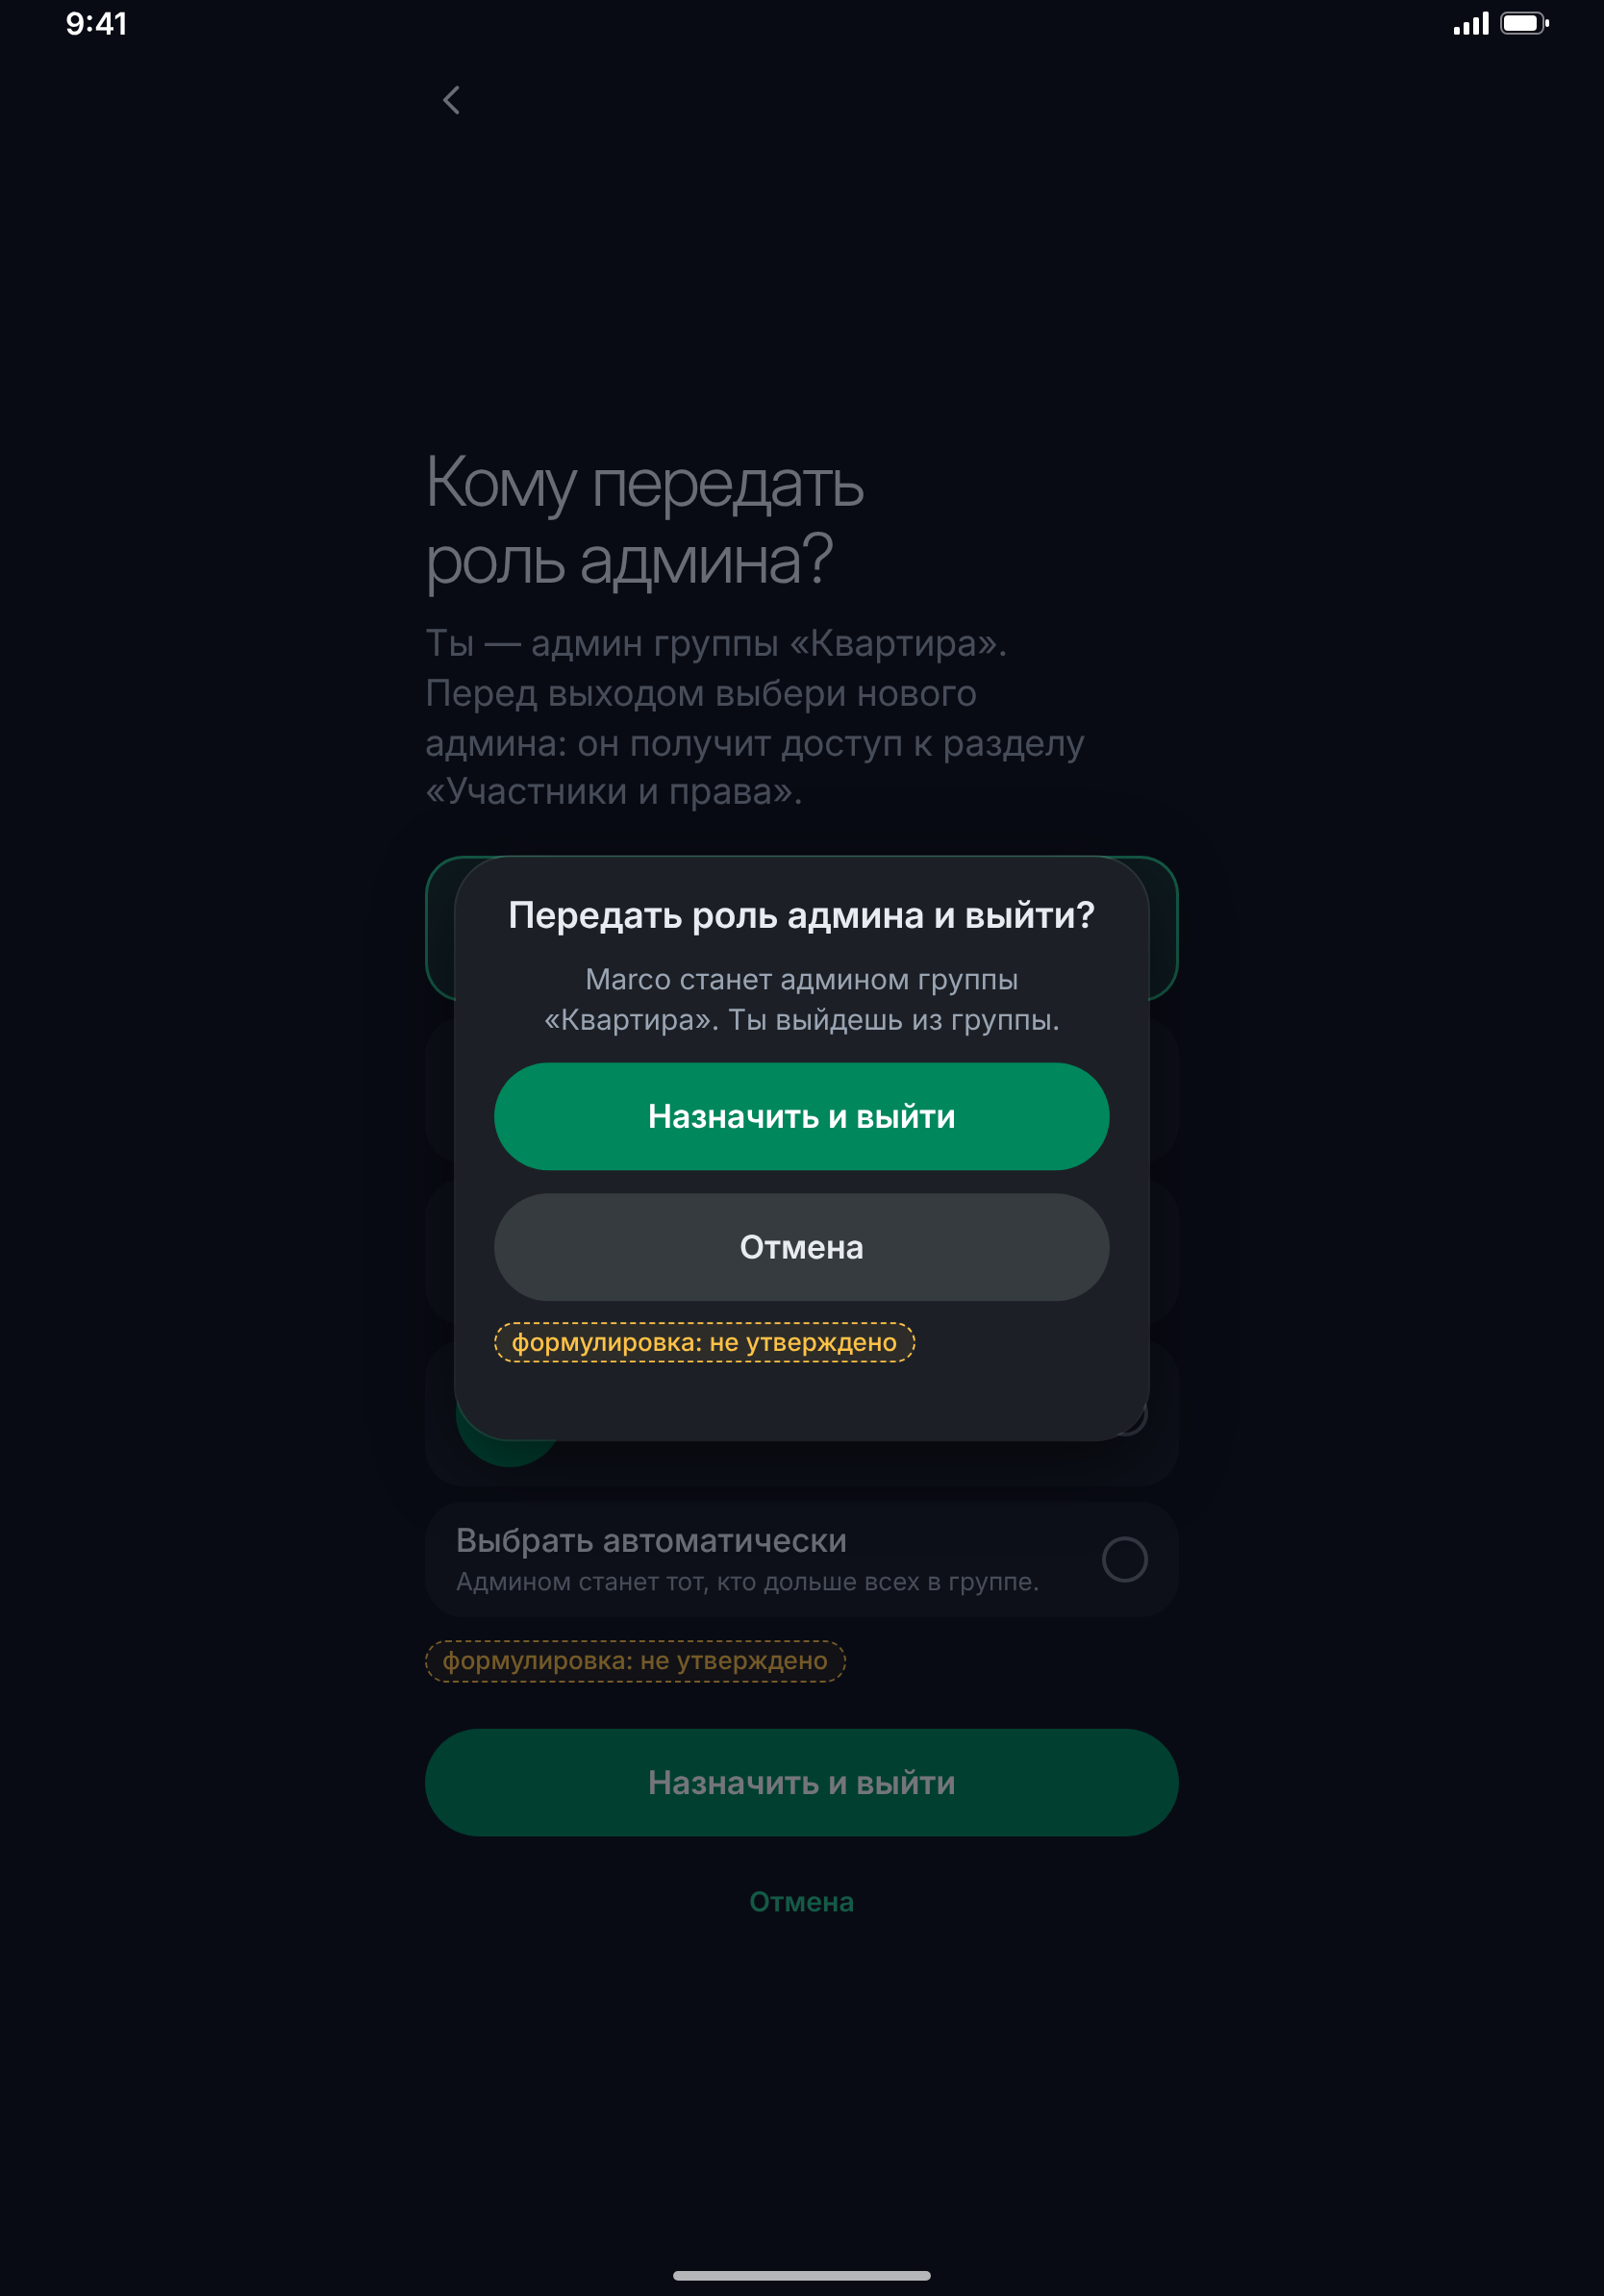 9:41
Кому передать
роль админа?
Ты — админ группы «Квартира».
Перед выходом выбери нового
админа: он получит доступ к разделу
«Участники и права».
Передать роль админа и выйти?
Marco станет админом группы
«Квартира». Ты выйдешь из группы.
Назначить и выйти
Отмена
формулировка: не утверждено
Выбрать автоматически
Админом станет тот, кто дольше всех в группе.
формулировка: не утверждено
Назначить и выйти
Отмена